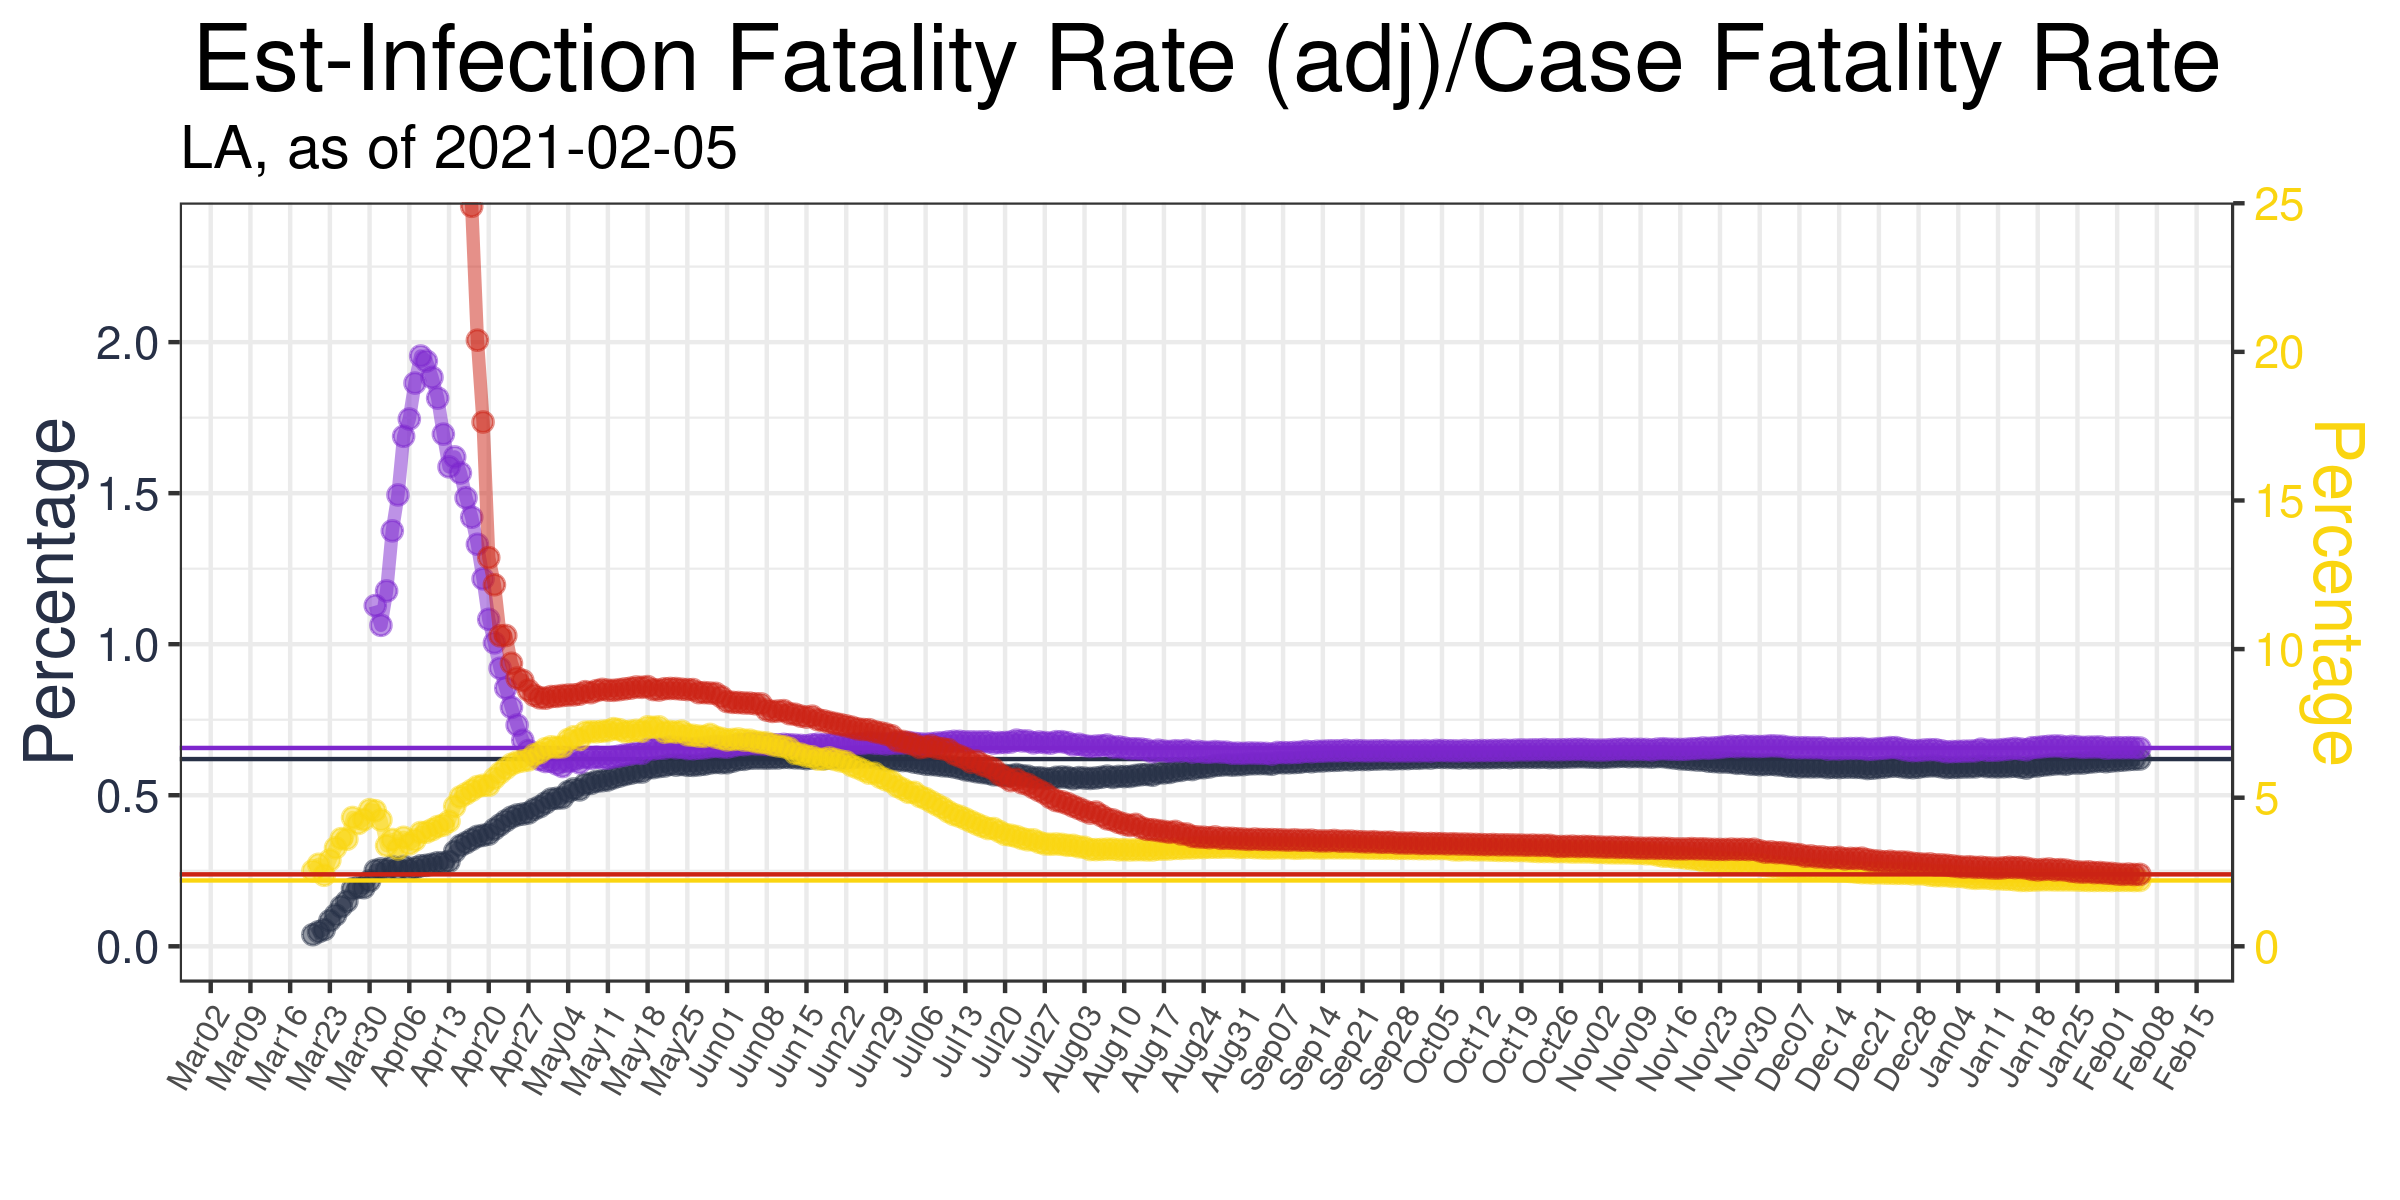 Est-Infection Fatality Rate (adj)/Case Fatality Rate
LA, as of 2021-02-05
Percentage
2.0
1.5
1.0
0.5
0.0
25
20
15
10
5
0
Percentage
Mar02
Mar09
Mar16
Mar23
Mar30
Apr06
Apr13
Apr20
Apr27
May04
May11
May18
May25
Jun01
Jun08
Jun15
Jun22
Jun29
Jul06
Jul13
Jul20
Jul27
Aug03
Aug10
Aug17
Aug24
Aug31
Sep07
Sep14
Sep21
Sep28
Oct05
Oct12
Oct19
Oct26
Nov02
Nov09
Nov16
Nov23
Nov30
Dec07
Dec14
Dec21
Dec28
Jan04
Jan11
Jan18
Jan25
Feb01
Feb08
Feb15